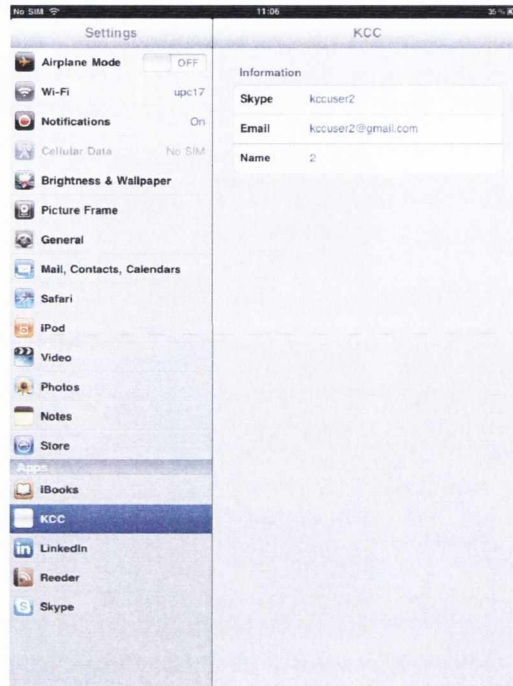 No SIM 11:06 35 %
Settings
Airplane Mode OFF
Wi-Fi upc17
Notifications On
Cellular Data No SIM
Brightness & Wallpaper
Picture Frame
General
Mail, Contacts, Calendars
Safari
iPod
Video
Photos
Notes
Store
Apps
iBooks
KCC
LinkedIn
Reeder
Skype
KCC
Information
Skype kccuser2
Email kccuser2@gmail.com
Name 2